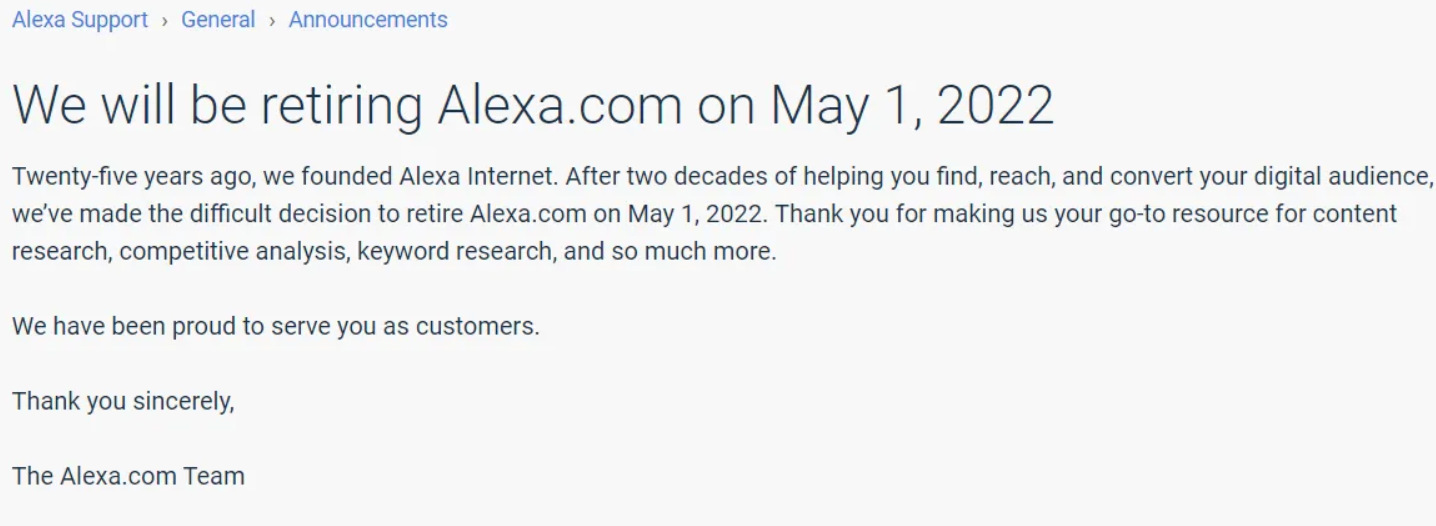 Alexa Support › General › Announcements
We will be retiring Alexa.com on May 1, 2022
Twenty-five years ago, we founded Alexa Internet. After two decades of helping you find, reach, and convert your digital audience,
we’ve made the difficult decision to retire Alexa.com on May 1, 2022. Thank you for making us your go-to resource for content
research, competitive analysis, keyword research, and so much more.
We have been proud to serve you as customers.
Thank you sincerely,
The Alexa.com Team